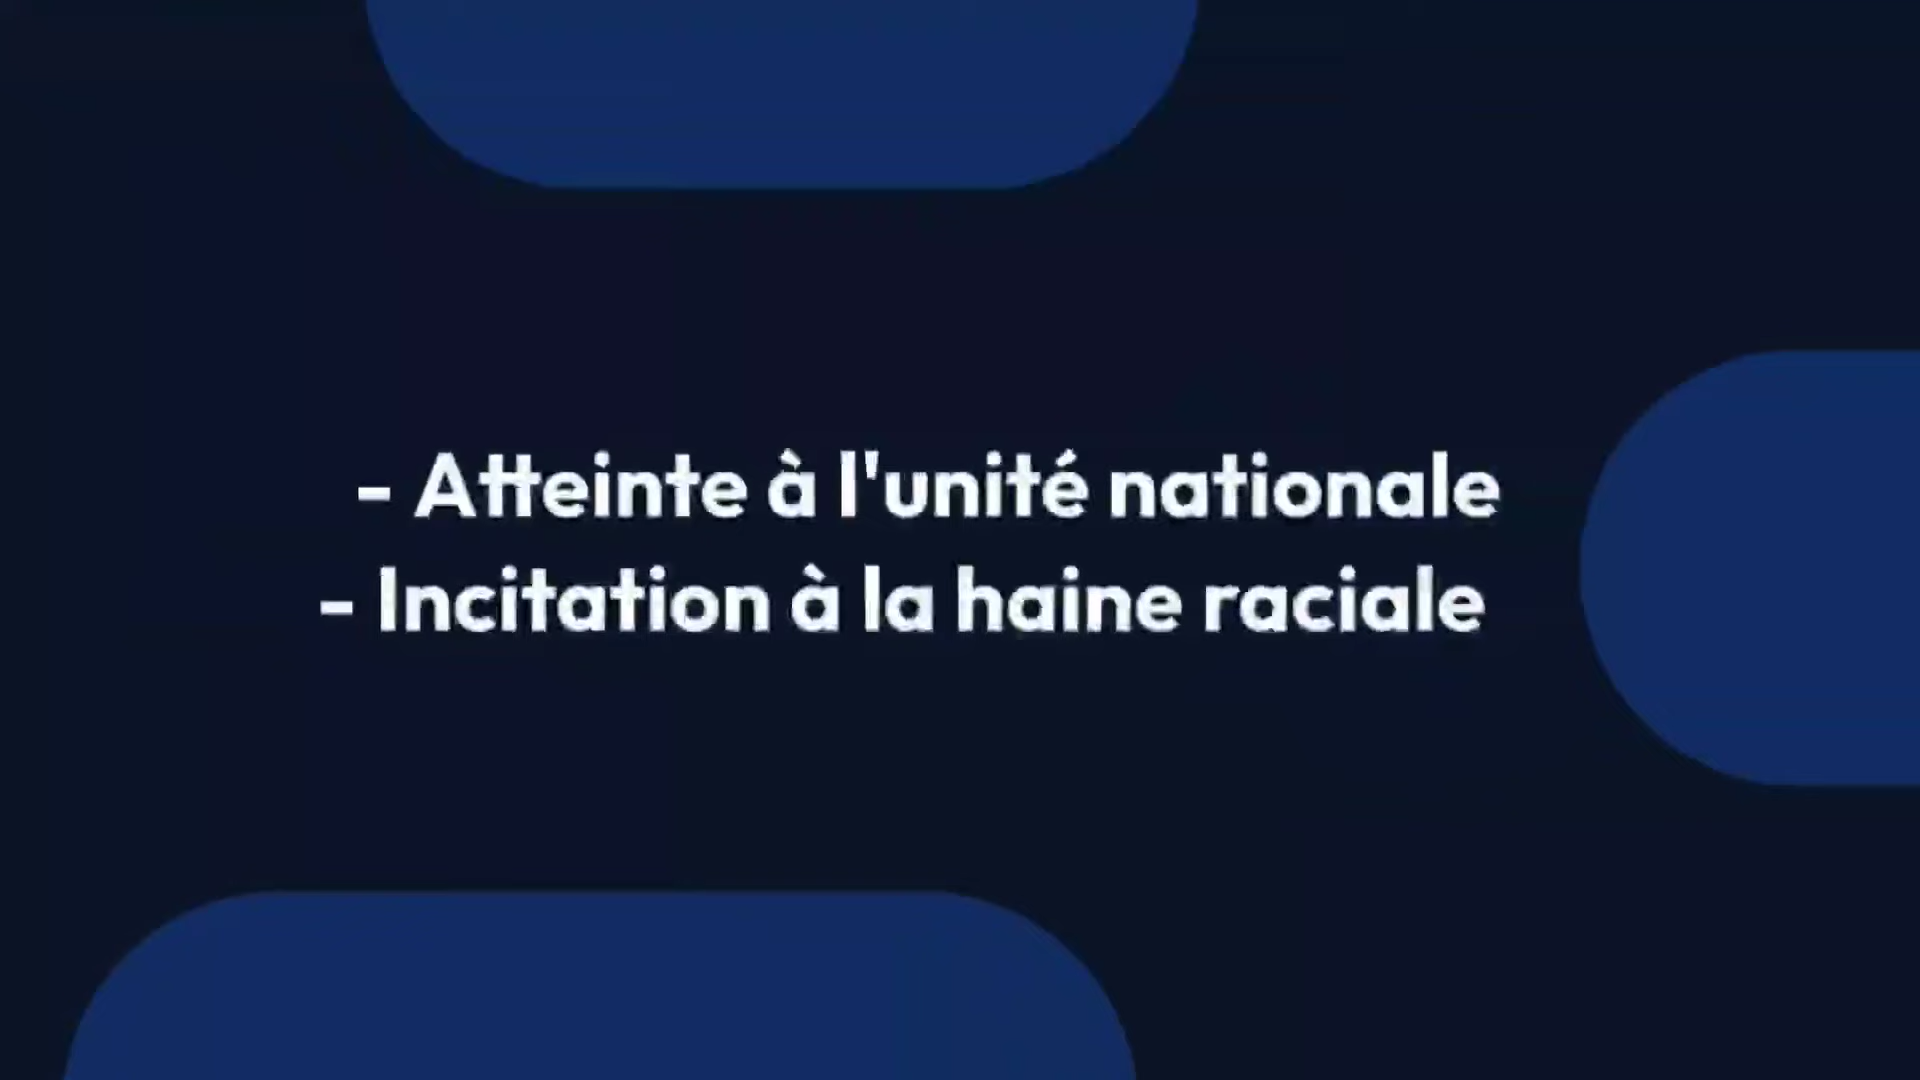 - Atteinte à l'unité nationale
- Incitation à la haine raciale